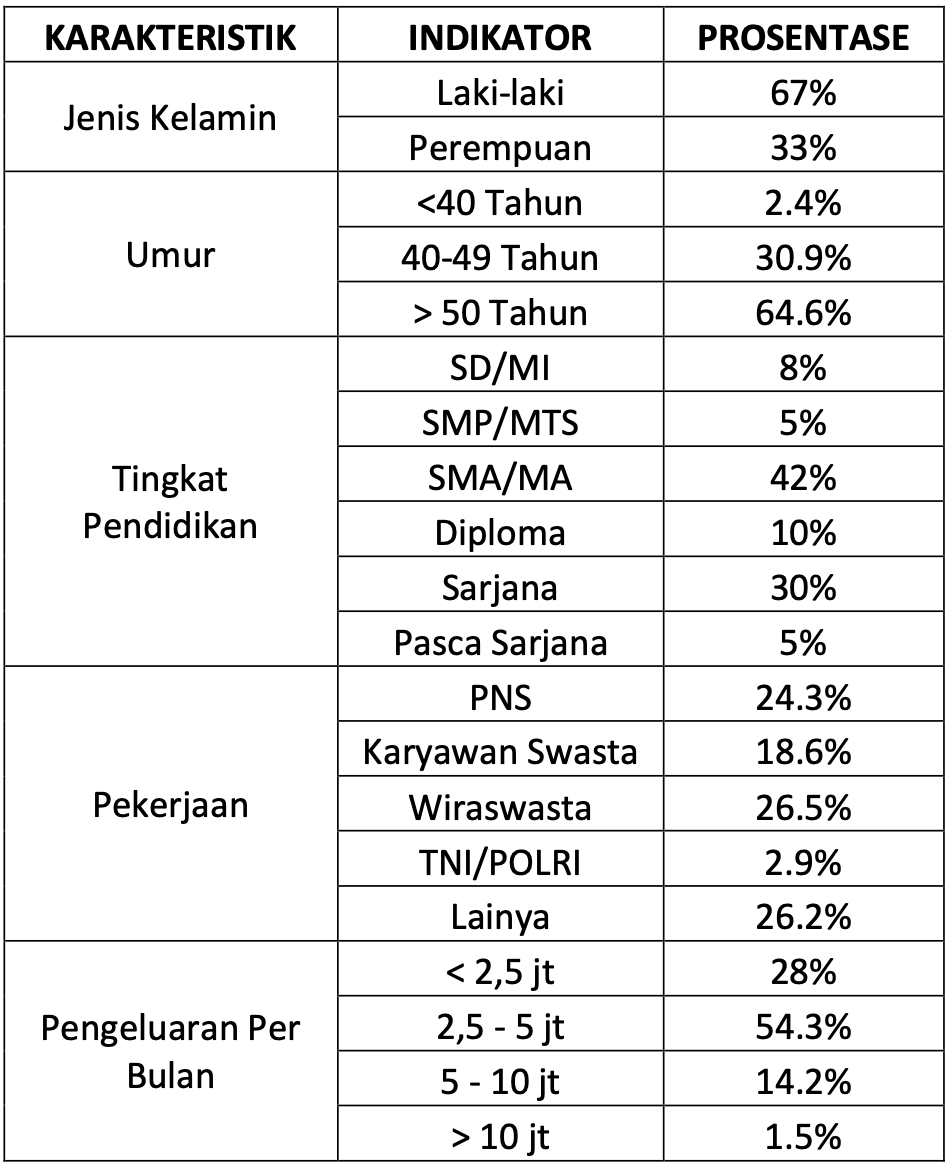 KARAKTERISTIK INDIKATOR PROSENTASE
Jenis Kelamin
Laki-laki 67%
Perempuan 33%
Umur
<40 Tahun 2.4%
40-49 Tahun 30.9%
> 50 Tahun 64.6%
Tingkat
Pendidikan
SD/MI 8%
SMP/MTS 5%
SMA/MA 42%
Diploma 10%
Sarjana 30%
Pasca Sarjana 5%
Pekerjaan
PNS 24.3%
Karyawan Swasta 18.6%
Wiraswasta 26.5%
TNI/POLRI 2.9%
Lainya 26.2%
Pengeluaran Per
Bulan
< 2,5 jt 28%
2,5 - 5 jt 54.3%
5 - 10 jt 14.2%
> 10 jt 1.5%